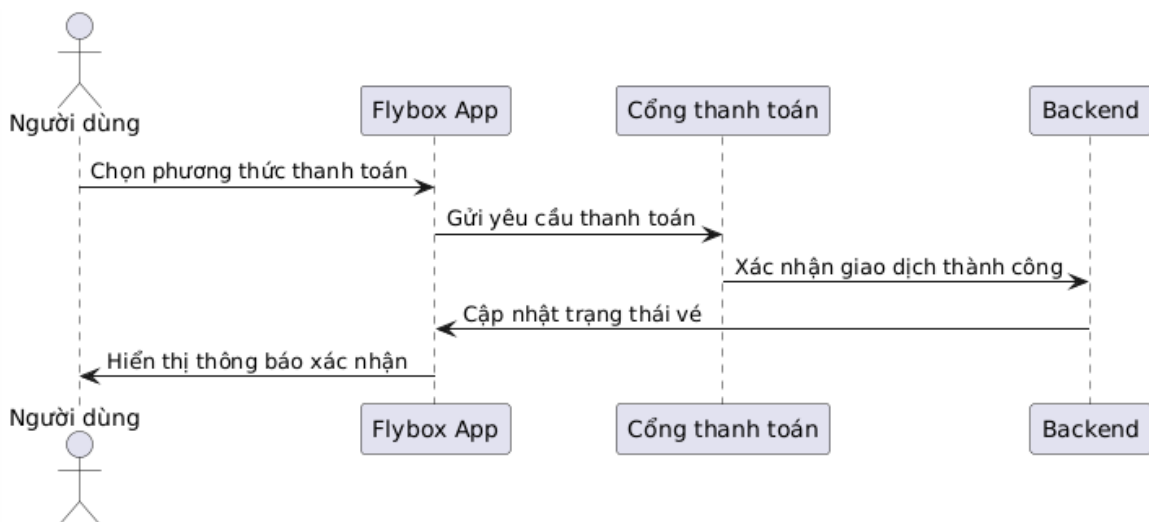 Người dùng
Flybox App
Cổng thanh toán
Backend
Chọn phương thức thanh toán
Gửi yêu cầu thanh toán
Xác nhận giao dịch thành công
Cập nhật trạng thái vé
Hiển thị thông báo xác nhận
Người dùng
Flybox App
Cổng thanh toán
Backend